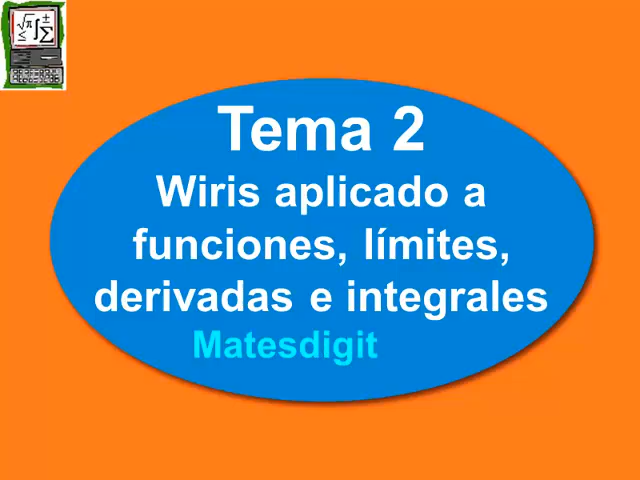 Tema 2
Wiris aplicado a
funciones, límites,
derivadas e integrales
Matesdigit